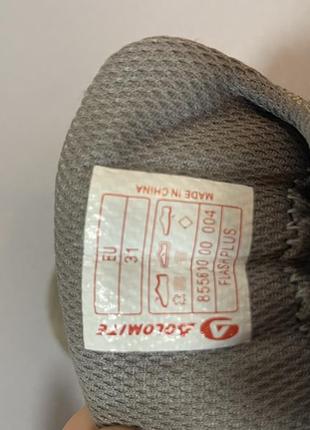 MADE IN CHINA
EU
31
855610 00 004
FLASH PLUS
DOLOMITE